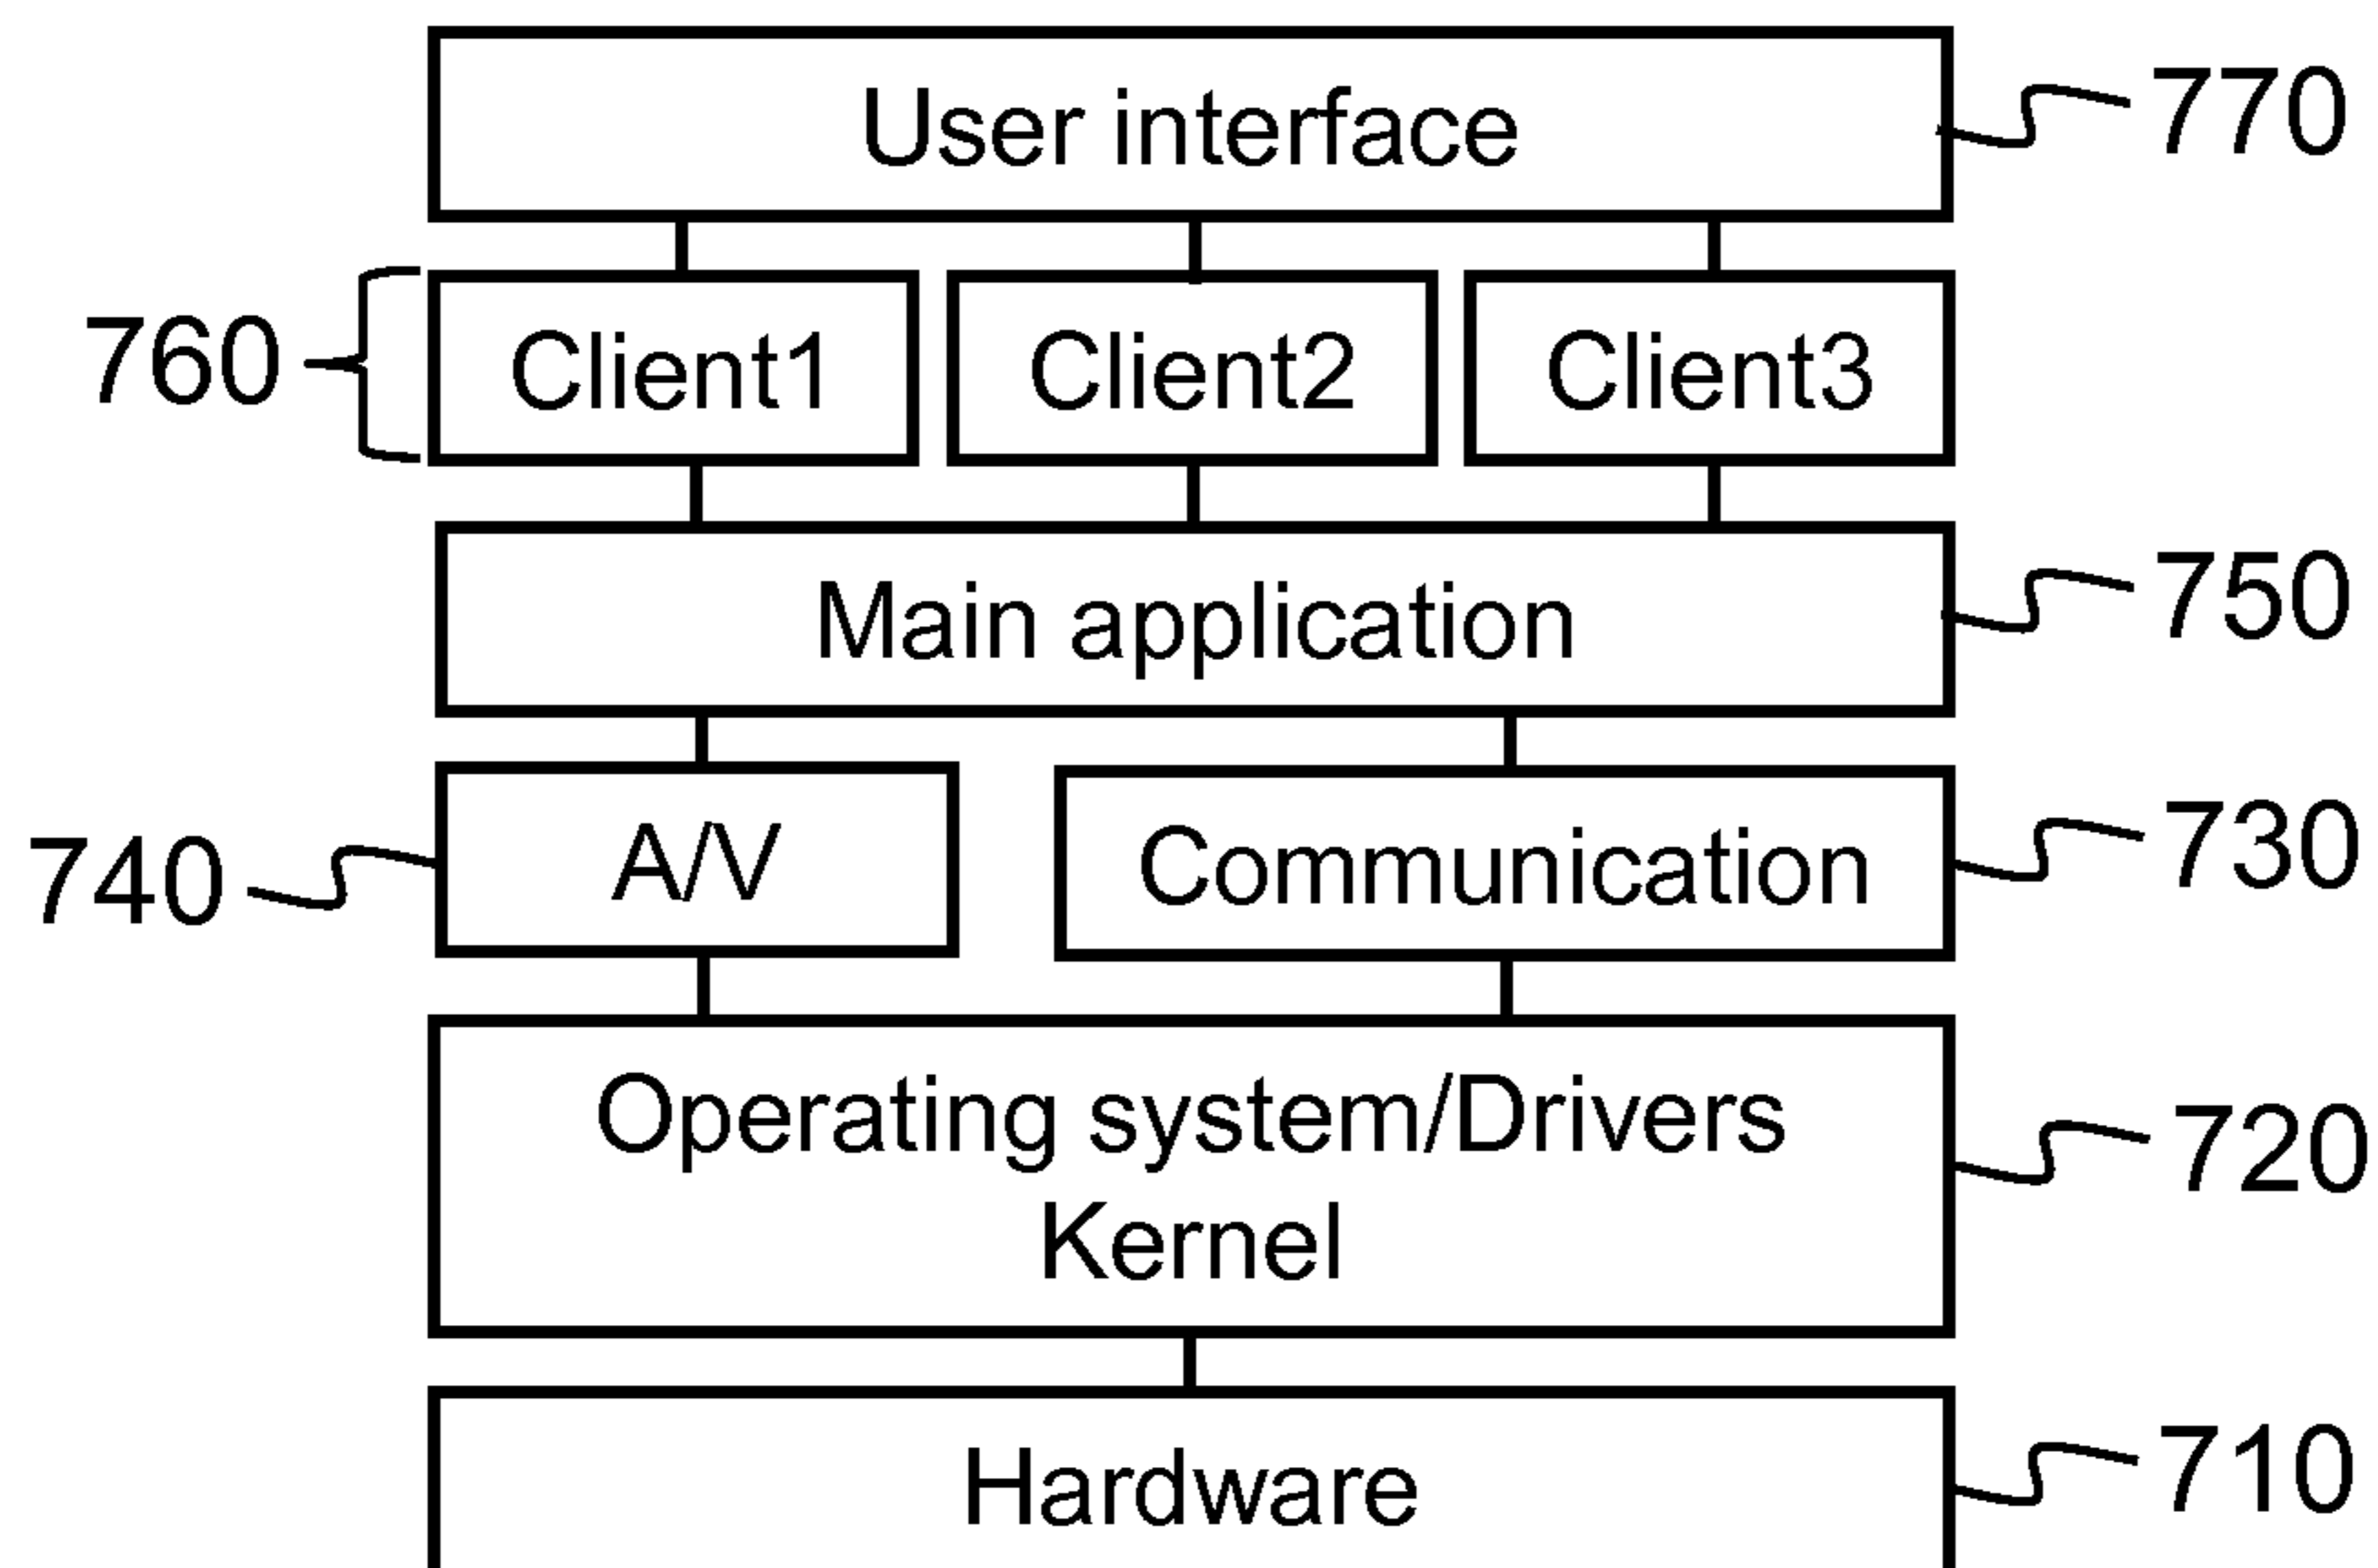 User interface
770
760
Client1
Client2
Client3
Main application
750
740
A/V
Communication
730
Operating system/Drivers
Kernel
720
Hardware
710